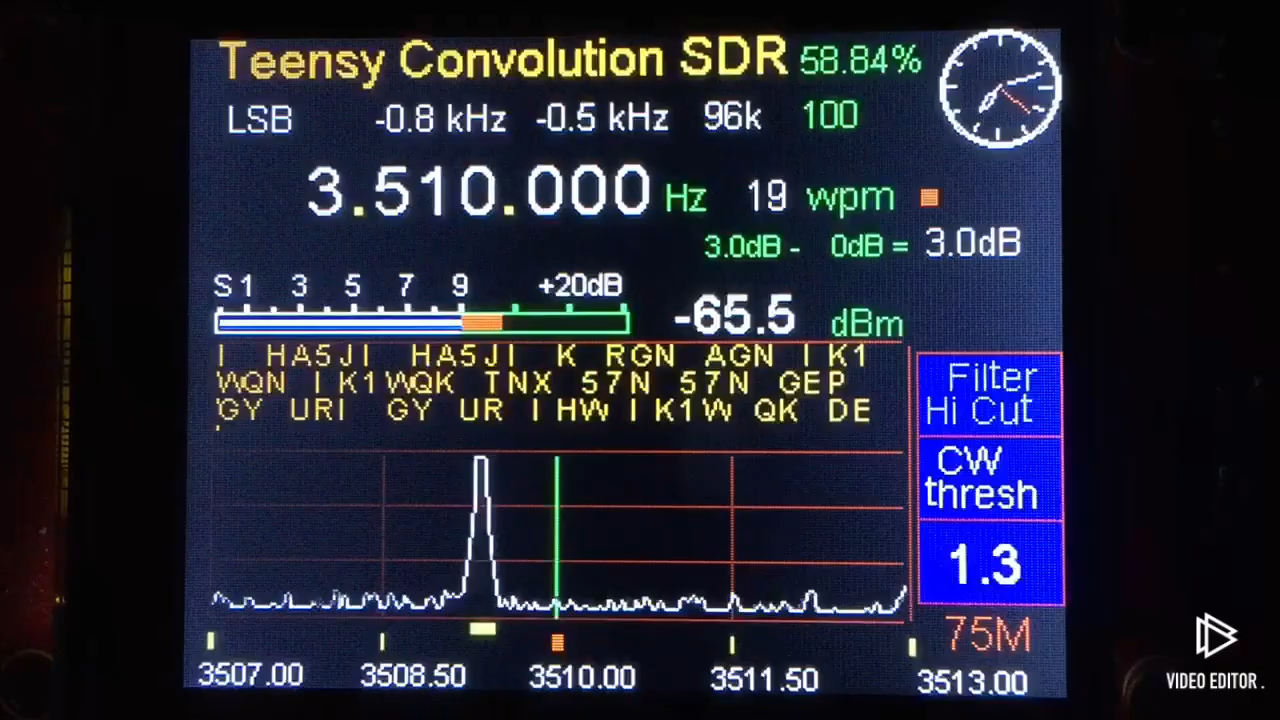 Teensy Convolution SDR 58.84%
LSB -0.8 kHz -0.5 kHz 96k 100
3.510.000 Hz 19 wpm
3.0dB - 0dB = 3.0dB
S 1 3 5 7 9 +20dB
-65.5 dBm
I HA5JI HA5JI K RGN AGN I K1
WQN I K1WQK TNX 57N 57N GEP
GY URI GY UR I HW I K1W QK DE
Filter
Hi Cut
CW
thresh
1.3
75M
3507.00 3508.50 3510.00 3511.50 3513.00
VIDEO EDITOR .